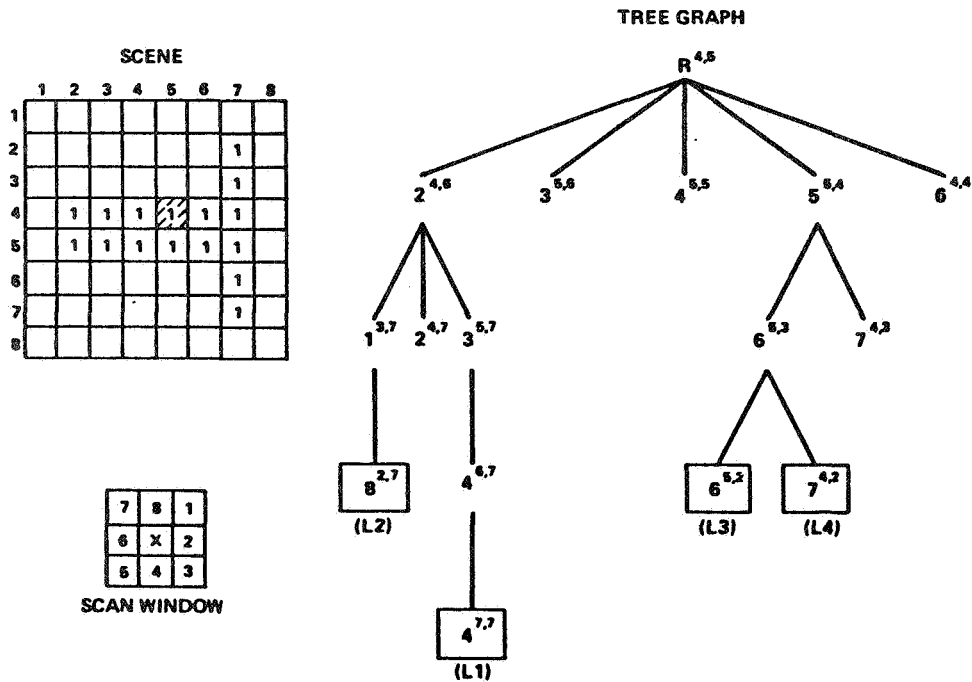 TREE GRAPH
SCENE
1 2 3 4 5 6 7 8
1
2 1
3 1
4 1 1 1 1 1 1
5 1 1 1 1 1 1
6 1
7 1
8
R 4,5
2 4,6 3 5,6 4 5,5 5 5,4 6 4,4
1 3,7 2 4,7 3 5,7 6 5,3 7 4,3
8 2,7 4 6,7 6 5,2 7 4,2
(L2) (L3) (L4)
7 8 1
6 X 2
5 4 3
SCAN WINDOW
4 7,7
(L1)